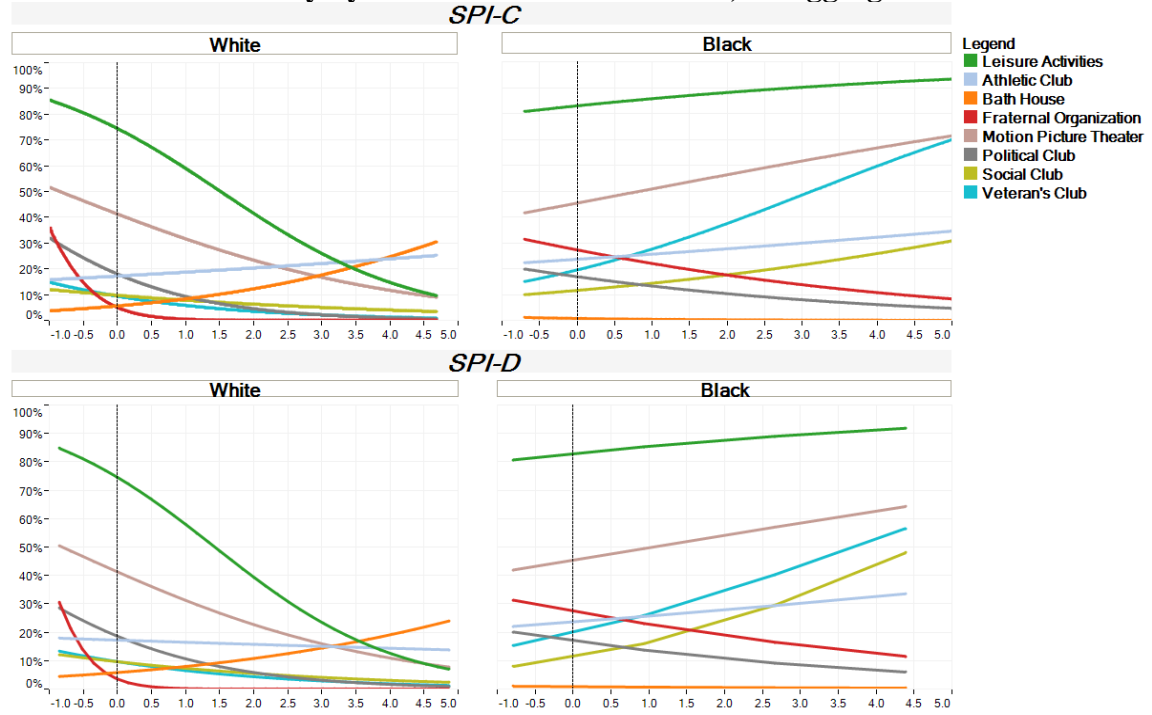 SPI-C
White Black
Legend
Leisure Activities
Athletic Club
Bath House
Fraternal Organization
Motion Picture Theater
Political Club
Social Club
Veteran's Club
100%
90%
80%
70%
60%
50%
40%
30%
20%
10%
0%
-1.0 -0.5 0.0 0.5 1.0 1.5 2.0 2.5 3.0 3.5 4.0 4.5 5.0
-1.0 -0.5 0.0 0.5 1.0 1.5 2.0 2.5 3.0 3.5 4.0 4.5 5.0
SPI-D
White Black
100%
90%
80%
70%
60%
50%
40%
30%
20%
10%
0%
-1.0 -0.5 0.0 0.5 1.0 1.5 2.0 2.5 3.0 3.5 4.0 4.5 5.0
-1.0 -0.5 0.0 0.5 1.0 1.5 2.0 2.5 3.0 3.5 4.0 4.5 5.0